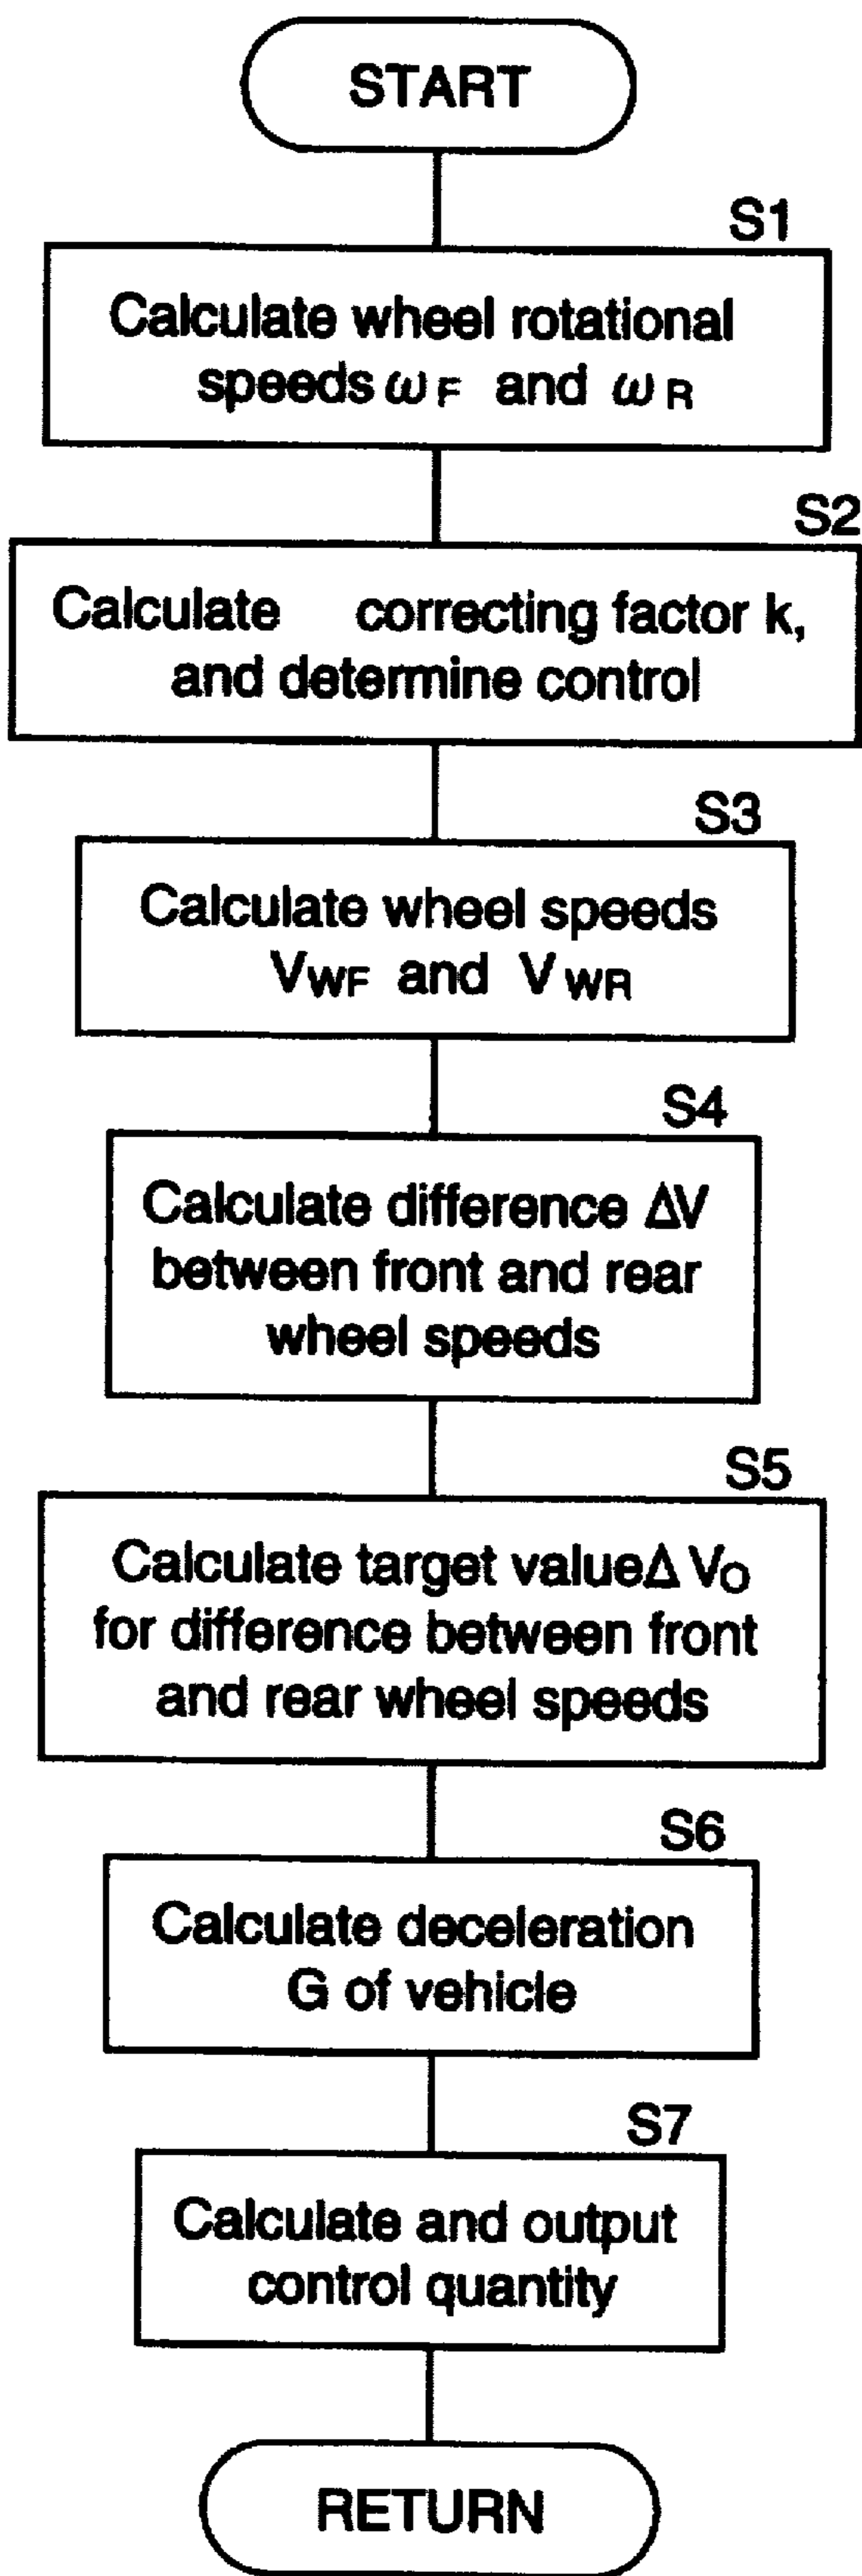 START
S1
Calculate wheel rotational
speeds ωF and ωR
S2
Calculate correcting factor k,
and determine control
S3
Calculate wheel speeds
VWF and VWR
S4
Calculate difference ΔV
between front and rear
wheel speeds
S5
Calculate target valueΔ VO
for difference between front
and rear wheel speeds
S6
Calculate deceleration
G of vehicle
S7
Calculate and output
control quantity
RETURN